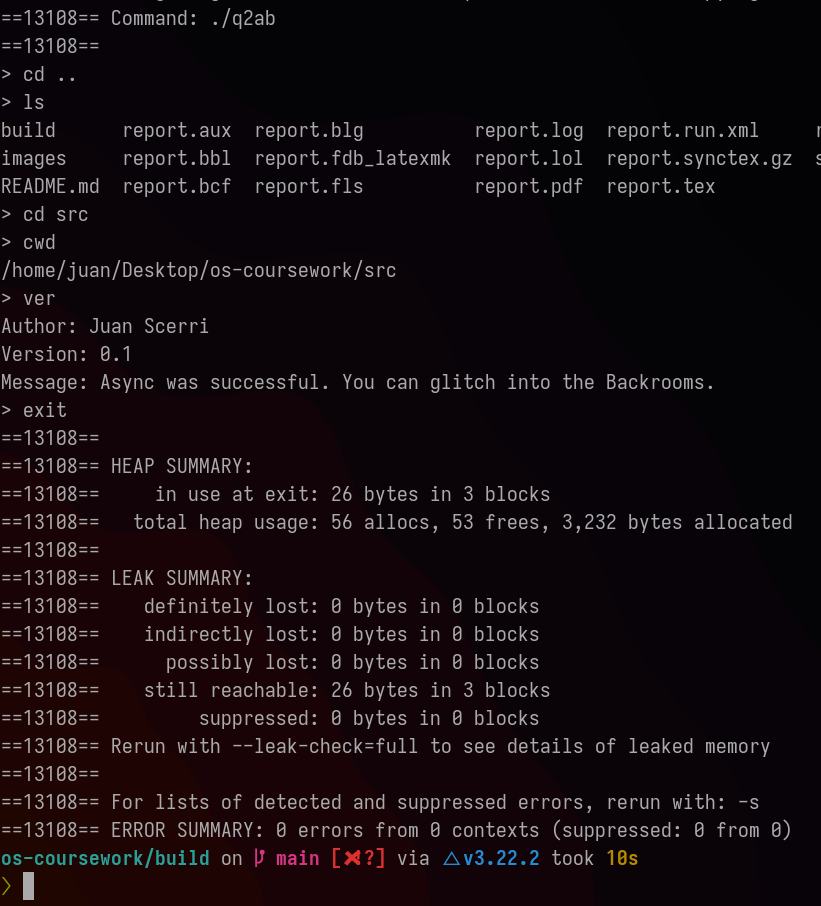 ==13108== Command: ./q2ab
==13108==
> cd ..
> ls
build      report.aux  report.blg          report.log  report.run.xml
images     report.bbl  report.fdb_latexmk  report.lol  report.synctex.gz
README.md  report.bcf  report.fls          report.pdf  report.tex
> cd src
> cwd
/home/juan/Desktop/os-coursework/src
> ver
Author: Juan Scerri
Version: 0.1
Message: Async was successful. You can glitch into the Backrooms.
> exit
==13108==
==13108== HEAP SUMMARY:
==13108==     in use at exit: 26 bytes in 3 blocks
==13108==   total heap usage: 56 allocs, 53 frees, 3,232 bytes allocated
==13108==
==13108== LEAK SUMMARY:
==13108==    definitely lost: 0 bytes in 0 blocks
==13108==    indirectly lost: 0 bytes in 0 blocks
==13108==      possibly lost: 0 bytes in 0 blocks
==13108==    still reachable: 26 bytes in 3 blocks
==13108==         suppressed: 0 bytes in 0 blocks
==13108== Rerun with --leak-check=full to see details of leaked memory
==13108==
==13108== For lists of detected and suppressed errors, rerun with: -s
==13108== ERROR SUMMARY: 0 errors from 0 contexts (suppressed: 0 from 0)
os-coursework/build on main [✘?] via △v3.22.2 took 10s
❯